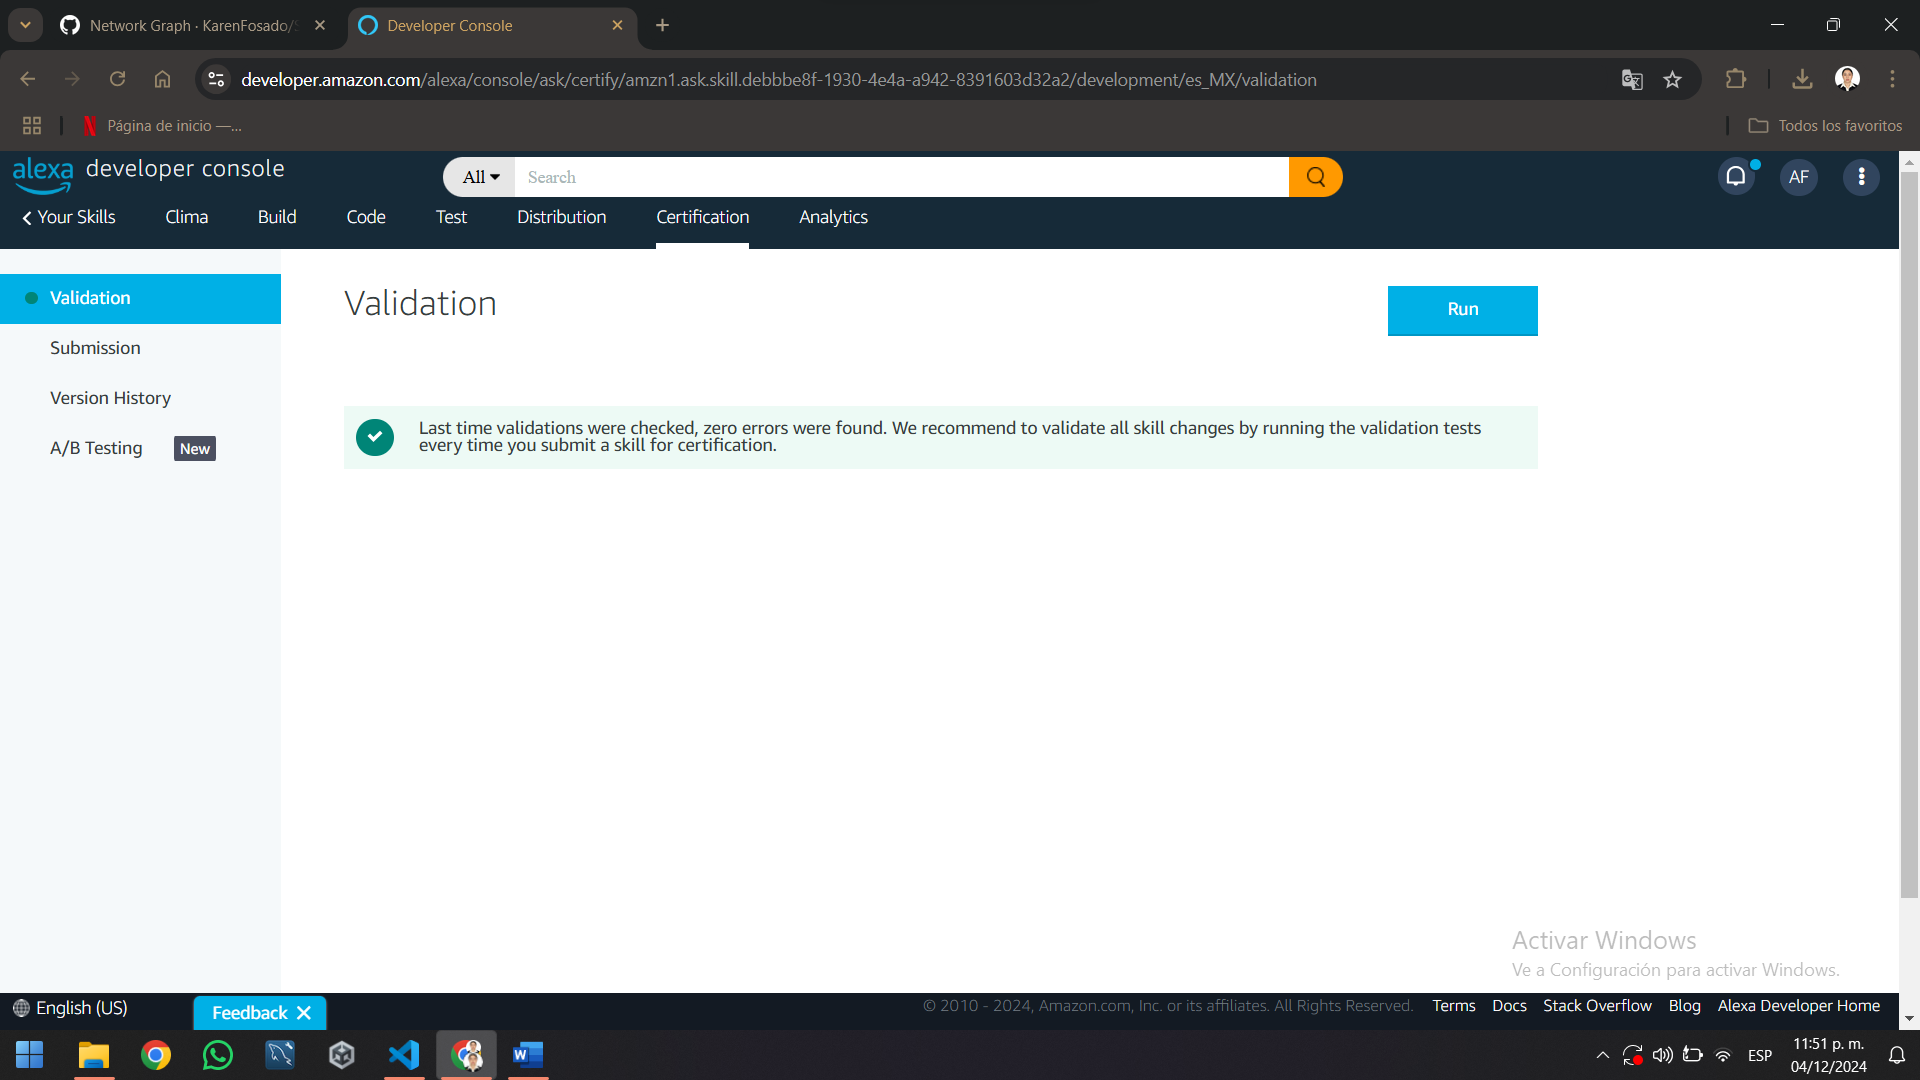 Network Graph · KarenFosado/S
Developer Console
developer.amazon.com/alexa/console/ask/certify/amzn1.ask.skill.debbbe8f-1930-4e4a-a942-8391603d32a2/development/es_MX/validation
Página de inicio —...
Todos los favoritos
alexa developer console
All
Search
AF
Your Skills
Clima
Build
Code
Test
Distribution
Certification
Analytics
Validation
Submission
Version History
A/B Testing New
Validation
Run
Last time validations were checked, zero errors were found. We recommend to validate all skill changes by running the validation tests
every time you submit a skill for certification.
Activar Windows
Ve a Configuración para activar Windows.
English (US)
Feedback
© 2010 - 2024, Amazon.com, Inc. or its affiliates. All Rights Reserved.
Terms
Docs
Stack Overflow
Blog
Alexa Developer Home
W
ESP
11:51 p. m.
04/12/2024